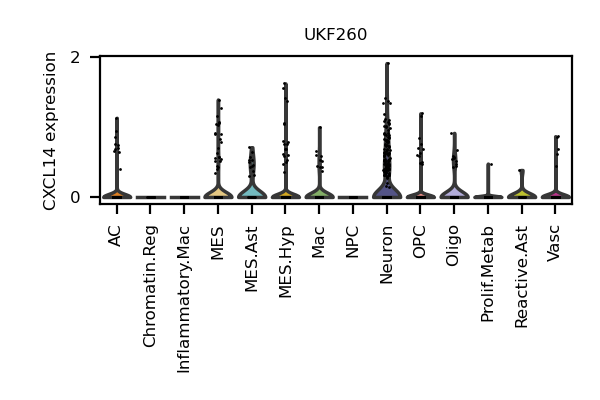 UKF260
CXCL14 expression
2
0
AC
Chromatin.Reg
Inflammatory.Mac
MES
MES.Ast
MES.Hyp
Mac
NPC
Neuron
OPC
Oligo
Prolif.Metab
Reactive.Ast
Vasc